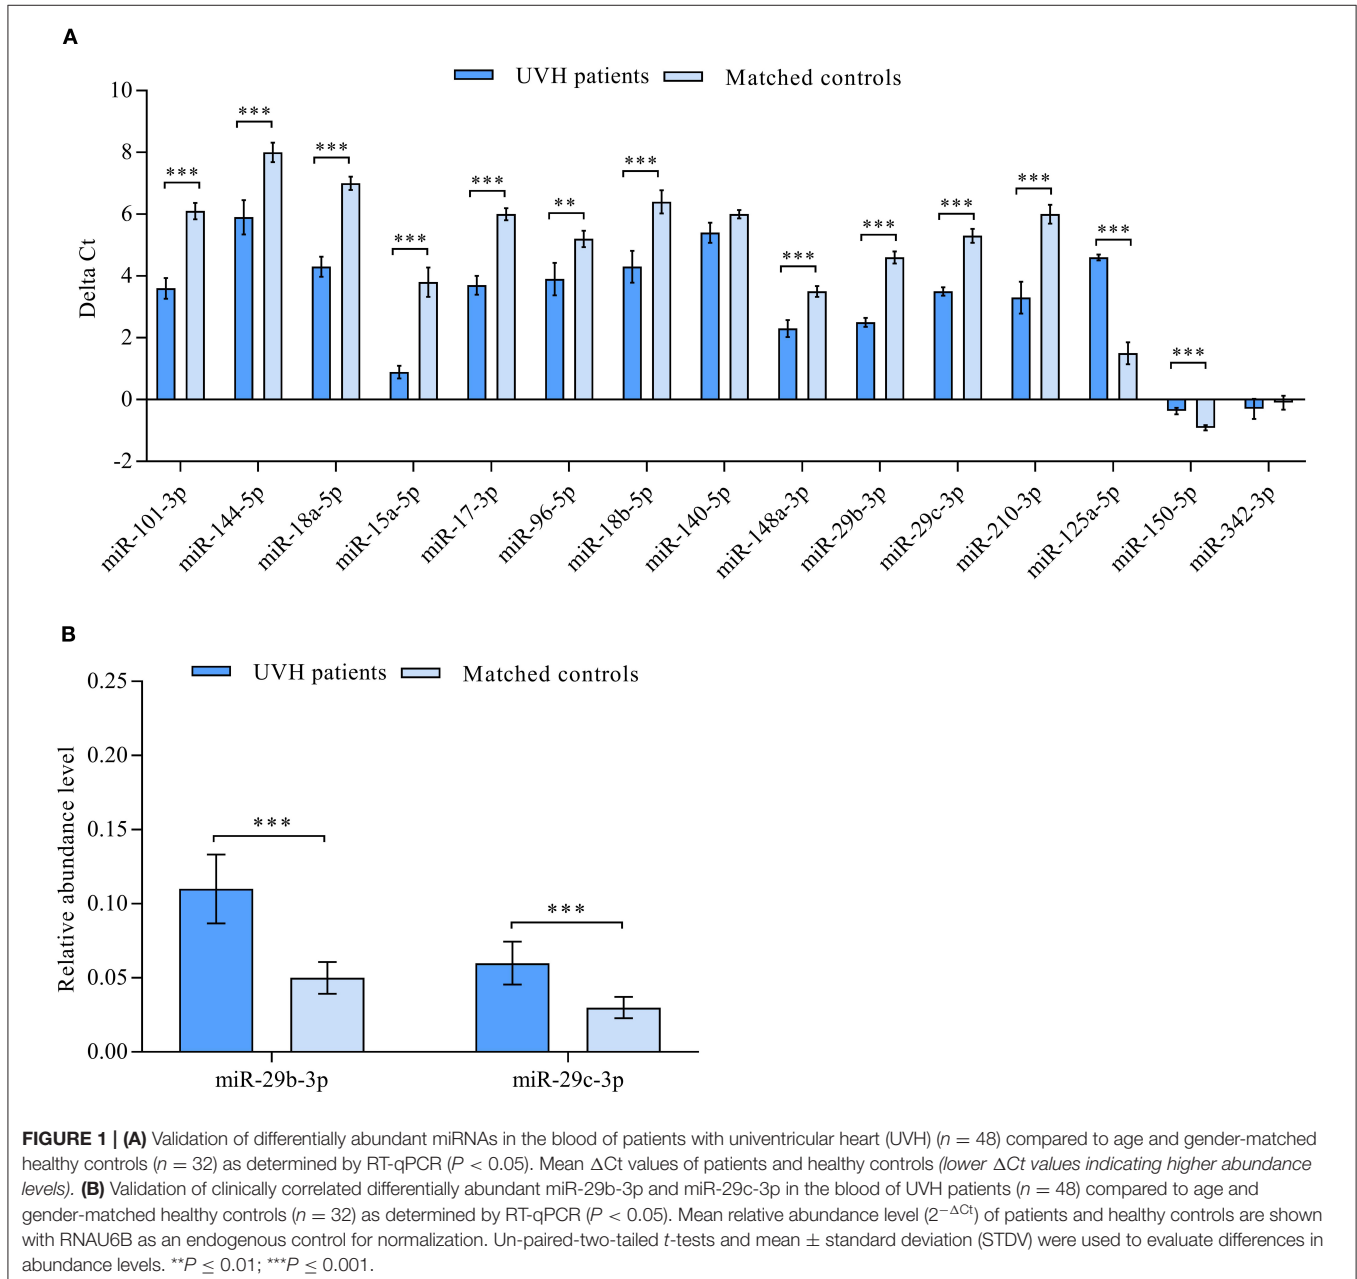 A
UVH patients Matched controls
Delta Ct
10
8
6
4
2
0
-2
*** *** *** *** *** ** *** *** *** *** *** *** ***
miR-101-3p miR-144-5p miR-18a-5p miR-15a-5p miR-17-3p miR-96-5p miR-18b-5p miR-140-5p miR-148a-3p miR-29b-3p miR-29c-3p miR-210-3p miR-125a-5p miR-150-5p miR-342-3p
B
UVH patients Matched controls
Relative abundance level
0.25
0.20
0.15
0.10
0.05
0.00
*** ***
miR-29b-3p miR-29c-3p
FIGURE 1 | (A) Validation of differentially abundant miRNAs in the blood of patients with univentricular heart (UVH) (n = 48) compared to age and gender-matched
healthy controls (n = 32) as determined by RT-qPCR (P < 0.05). Mean ΔCt values of patients and healthy controls (lower ΔCt values indicating higher abundance
levels). (B) Validation of clinically correlated differentially abundant miR-29b-3p and miR-29c-3p in the blood of UVH patients (n = 48) compared to age and
gender-matched healthy controls (n = 32) as determined by RT-qPCR (P < 0.05). Mean relative abundance level (2−ΔCt) of patients and healthy controls are shown
with RNAU6B as an endogenous control for normalization. Un-paired-two-tailed t-tests and mean ± standard deviation (STDV) were used to evaluate differences in
abundance levels. **P ≤ 0.01; ***P ≤ 0.001.